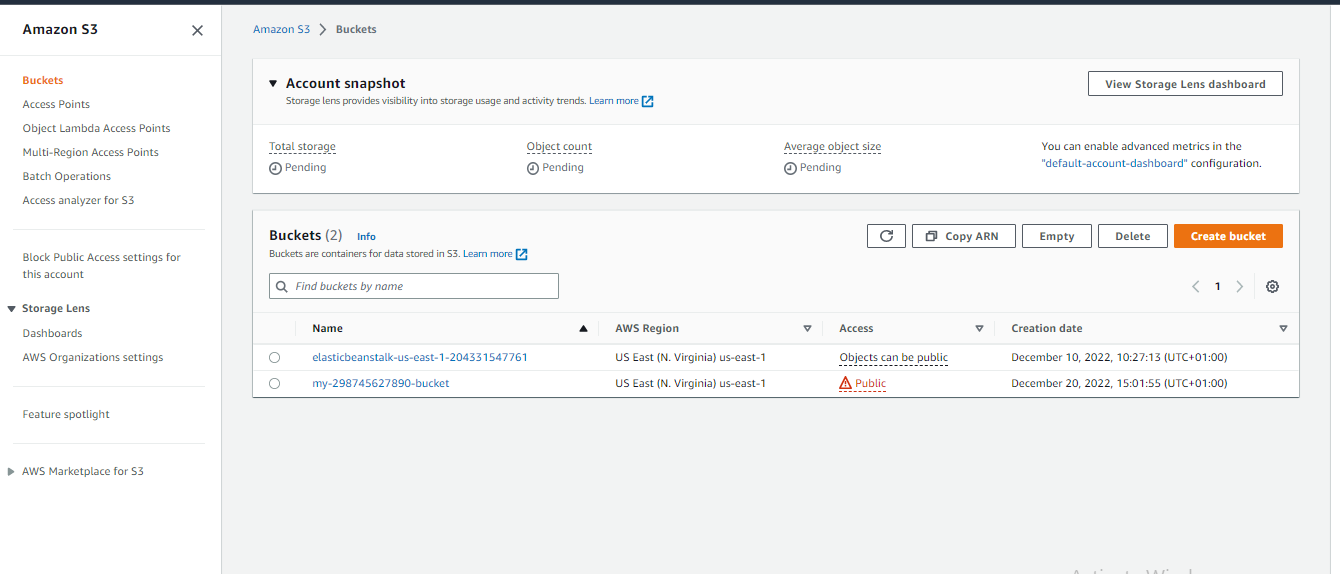 Amazon S3
Buckets
Access Points
Object Lambda Access Points
Multi-Region Access Points
Batch Operations
Access analyzer for S3
Block Public Access settings for
this account
Storage Lens
Dashboards
AWS Organizations settings
Feature spotlight
AWS Marketplace for S3
Amazon S3 > Buckets
Account snapshot
Storage lens provides visibility into storage usage and activity trends. Learn more
View Storage Lens dashboard
Total storage
Pending
Object count
Pending
Average object size
Pending
You can enable advanced metrics in the
"default-account-dashboard" configuration.
Buckets (2) Info
Buckets are containers for data stored in S3. Learn more
Copy ARN Empty Delete Create bucket
Find buckets by name
1
Name AWS Region Access Creation date
elasticbeanstalk-us-east-1-204331547761 US East (N. Virginia) us-east-1 Objects can be public December 10, 2022, 10:27:13 (UTC+01:00)
my-298745627890-bucket US East (N. Virginia) us-east-1 Public December 20, 2022, 15:01:55 (UTC+01:00)